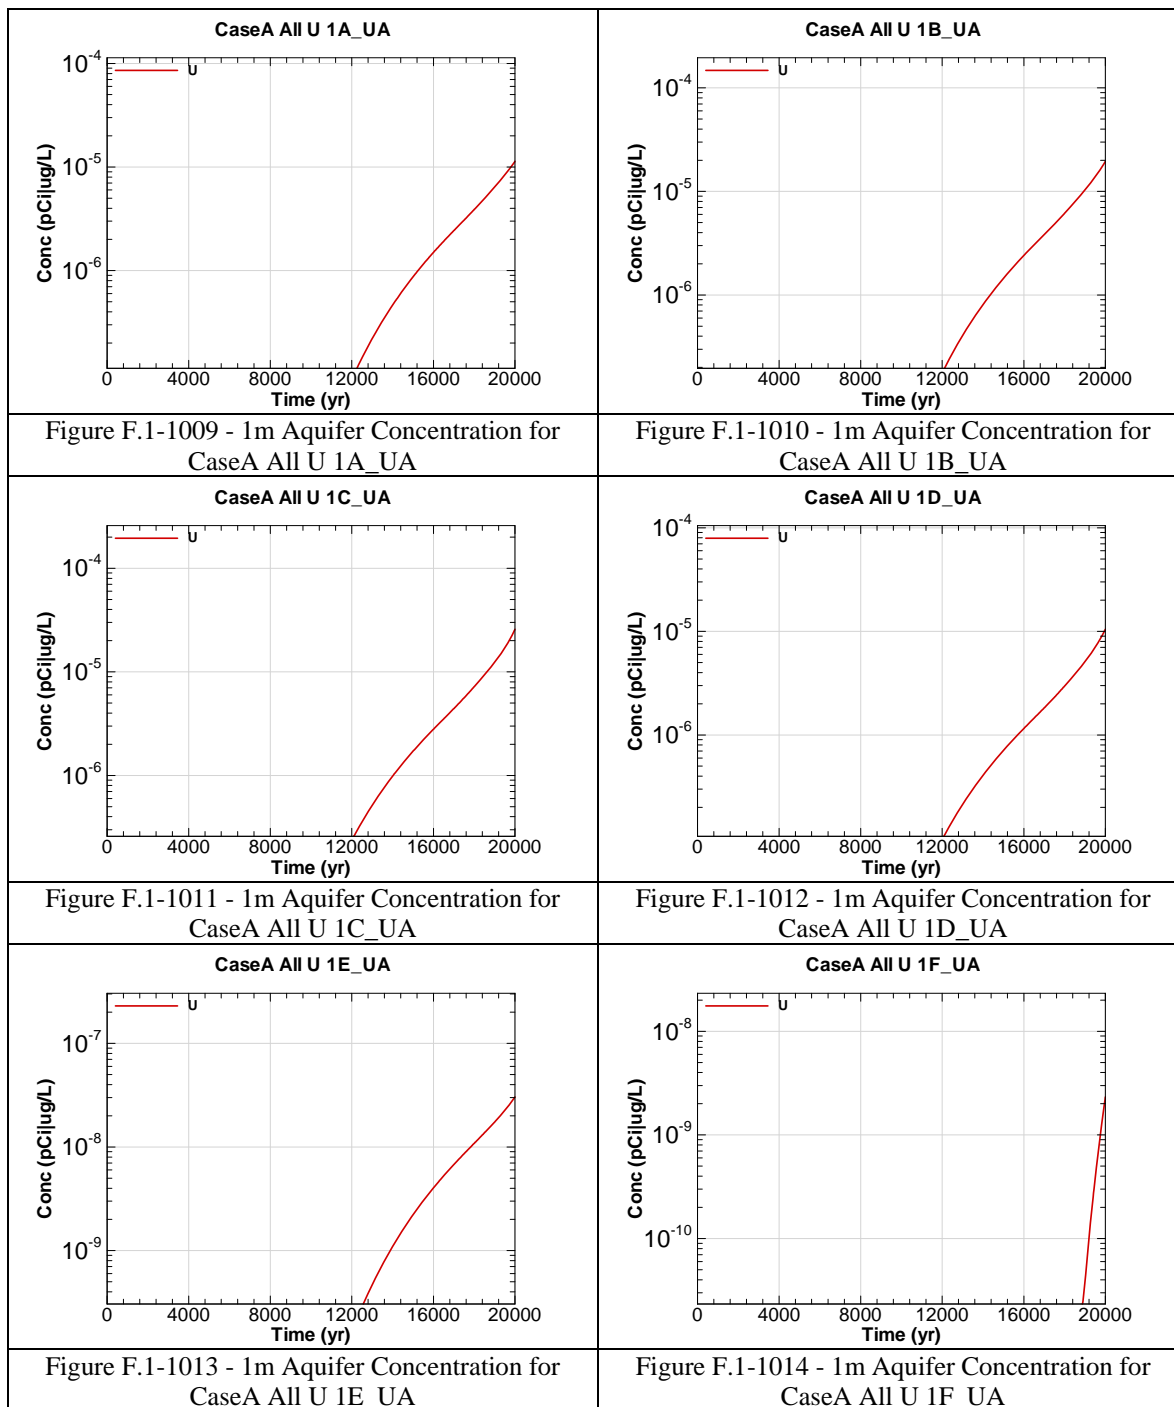 CaseA All U 1A_UA
U
10-4
10-5
10-6
Conc (pCi|ug/L)
0 4000 8000 12000 16000 20000
Time (yr)
Figure F.1-1009 - 1m Aquifer Concentration for
CaseA All U 1A_UA
CaseA All U 1B_UA
U
10-4
10-5
10-6
Conc (pCi|ug/L)
0 4000 8000 12000 16000 20000
Time (yr)
Figure F.1-1010 - 1m Aquifer Concentration for
CaseA All U 1B_UA
CaseA All U 1C_UA
U
10-4
10-5
10-6
Conc (pCi|ug/L)
0 4000 8000 12000 16000 20000
Time (yr)
Figure F.1-1011 - 1m Aquifer Concentration for
CaseA All U 1C_UA
CaseA All U 1D_UA
U
10-4
10-5
10-6
Conc (pCi|ug/L)
0 4000 8000 12000 16000 20000
Time (yr)
Figure F.1-1012 - 1m Aquifer Concentration for
CaseA All U 1D_UA
CaseA All U 1E_UA
U
10-7
10-8
10-9
Conc (pCi|ug/L)
0 4000 8000 12000 16000 20000
Time (yr)
Figure F.1-1013 - 1m Aquifer Concentration for
CaseA All U 1E_UA
CaseA All U 1F_UA
U
10-8
10-9
10-10
Conc (pCi|ug/L)
0 4000 8000 12000 16000 20000
Time (yr)
Figure F.1-1014 - 1m Aquifer Concentration for
CaseA All U 1F_UA